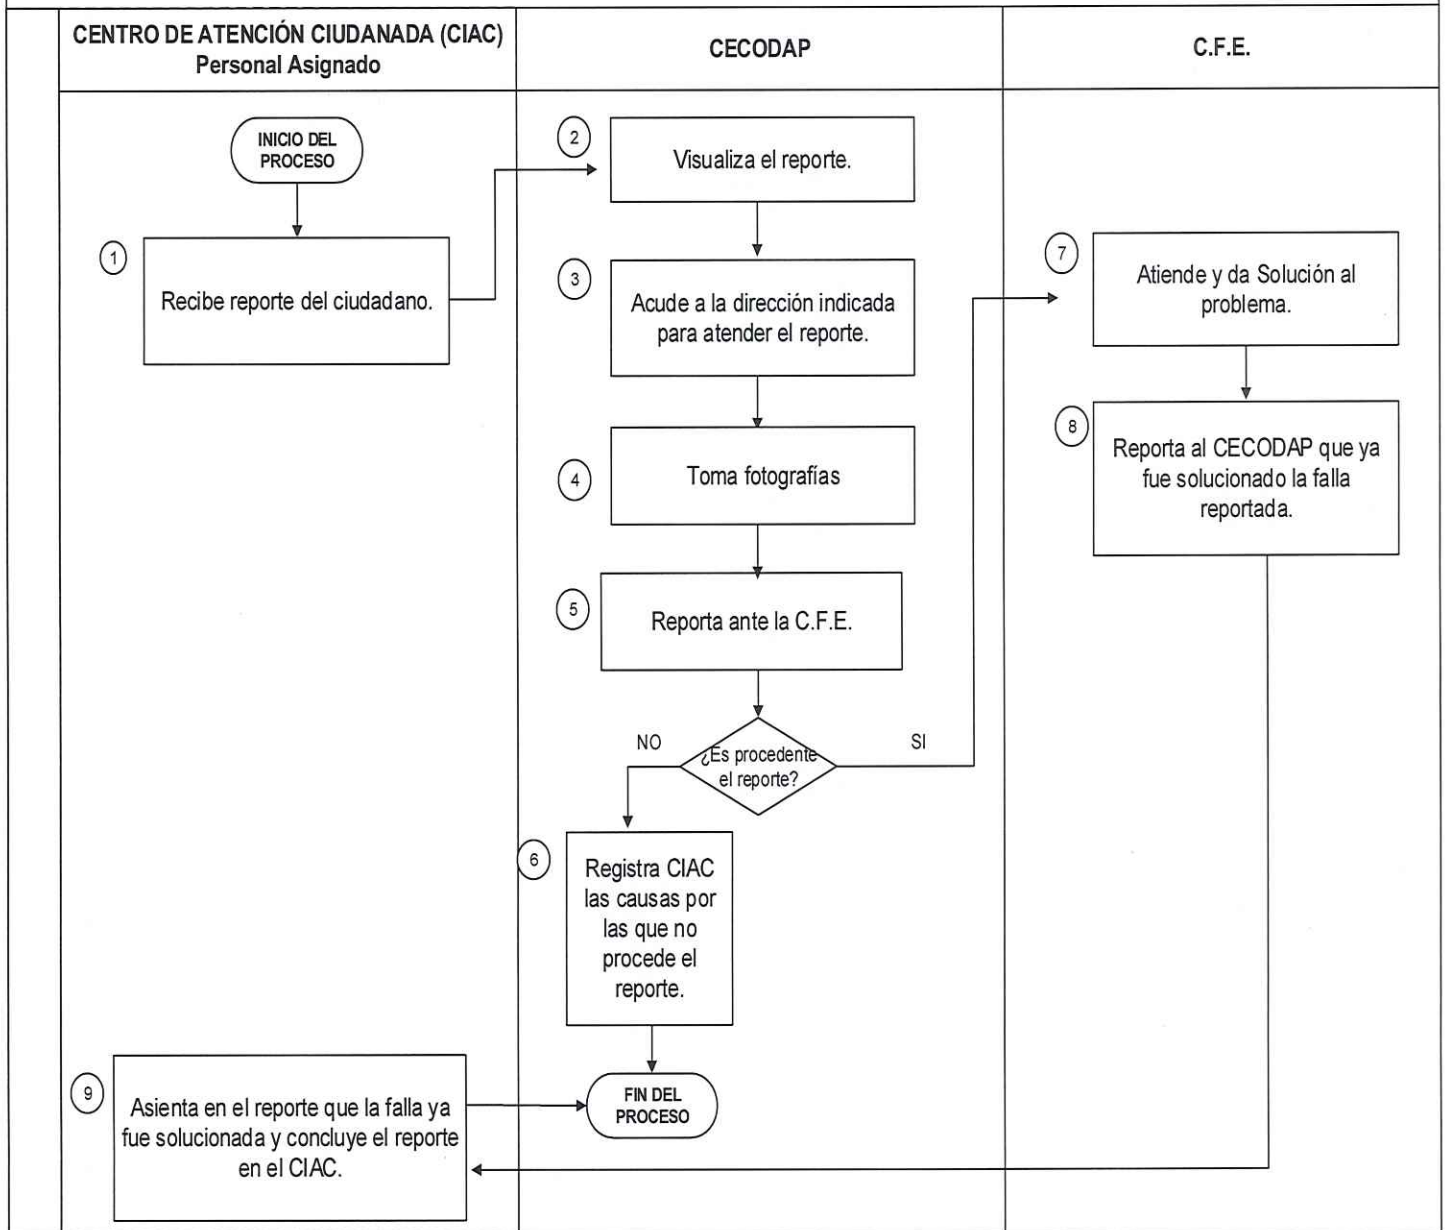 CENTRO DE ATENCIÓN CIUDANADA (CIAC)
Personal Asignado
CECODAP
C.F.E.
INICIO DEL
PROCESO
1
Recibe reporte del ciudadano.
2
Visualiza el reporte.
3
Acude a la dirección indicada
para atender el reporte.
4
Toma fotografías
5
Reporta ante la C.F.E.
¿Es procedente
el reporte?
NO
SI
6
Registra CIAC
las causas por
las que no
procede el
reporte.
7
Atiende y da Solución al
problema.
8
Reporta al CECODAP que ya
fue solucionado la falla
reportada.
9
Asienta en el reporte que la falla ya
fue solucionada y concluye el reporte
en el CIAC.
FIN DEL
PROCESO